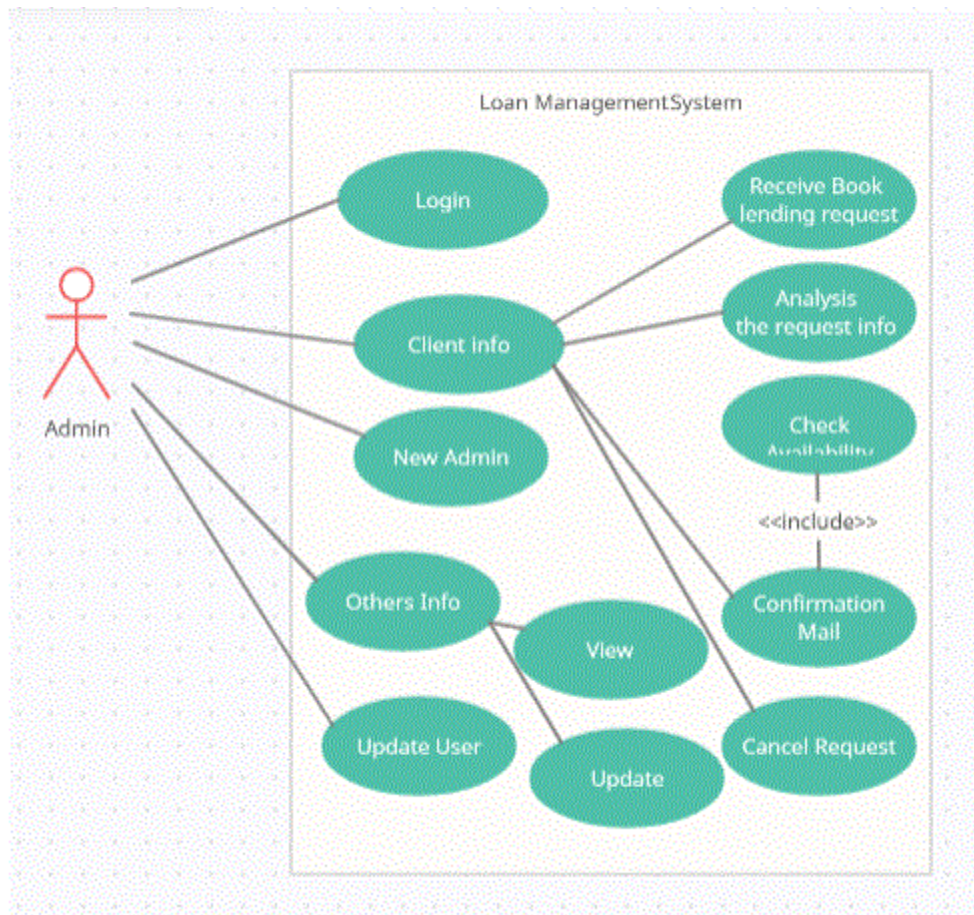 Loan ManagementSystem
Login
Receive Book
lending request
Client info
Analysis
the request info
Admin
New Admin
Check
Availability
<<include>>
Others Info
Confirmation
Mail
View
Update User
Update
Cancel Request